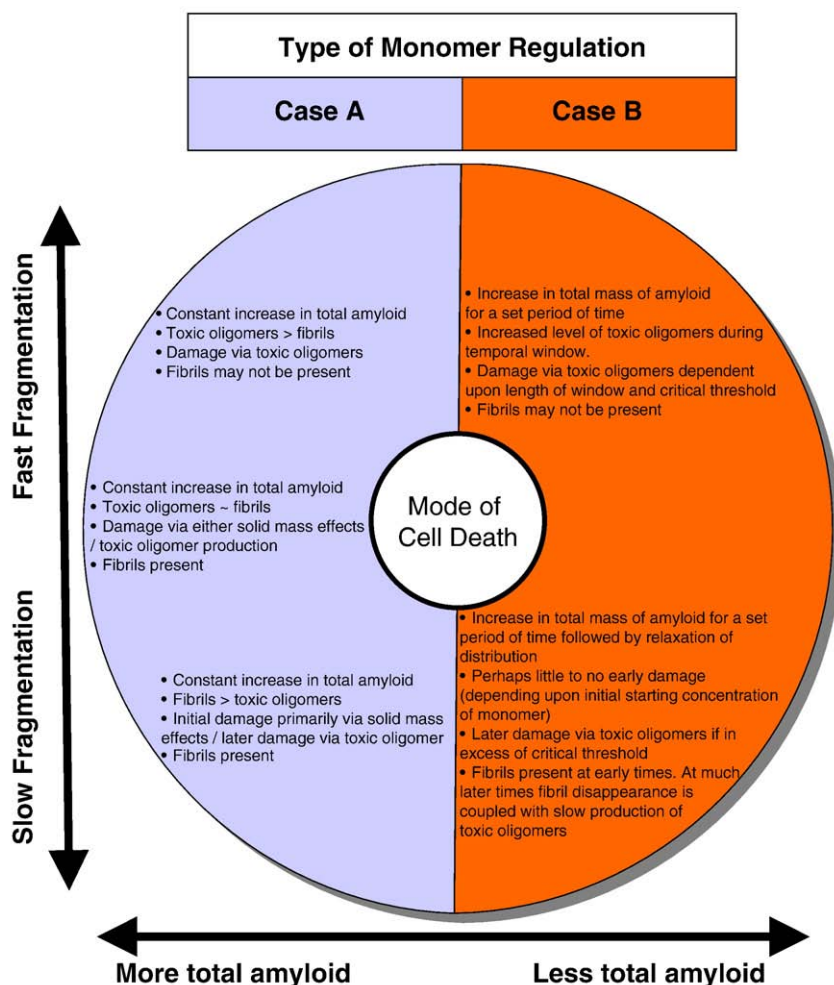 Type of Monomer Regulation
Case A
Case B
Fast Fragmentation
Slow Fragmentation
• Constant increase in total amyloid
• Toxic oligomers > fibrils
• Damage via toxic oligomers
• Fibrils may not be present
• Increase in total mass of amyloid
for a set period of time
• Increased level of toxic oligomers during
temporal window.
• Damage via toxic oligomers dependent
upon length of window and critical threshold
• Fibrils may not be present
• Constant increase in total amyloid
• Toxic oligomers ~ fibrils
• Damage via either solid mass effects
/ toxic oligomer production
• Fibrils present
Mode of
Cell Death
• Constant increase in total amyloid
• Fibrils > toxic oligomers
• Initial damage primarily via solid mass
effects / later damage via toxic oligomer
• Fibrils present
• Increase in total mass of amyloid for a set
period of time followed by relaxation of
distribution
• Perhaps little to no early damage
(depending upon initial starting concentration
of monomer)
• Later damage via toxic oligomers if in
excess of critical threshold
• Fibrils present at early times. At much
later times fibril disappearance is
coupled with slow production of
toxic oligomers
More total amyloid
Less total amyloid